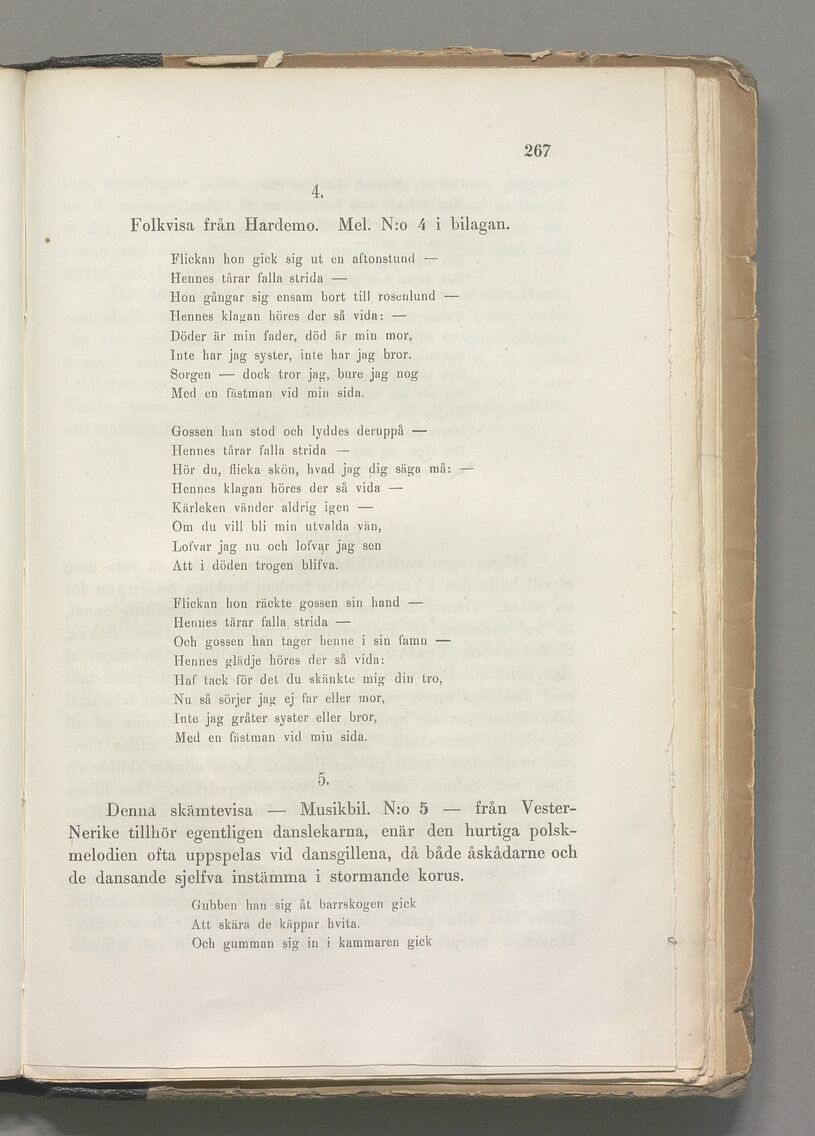 267
4.
Folkvisa från Hardemo. Mel. N:o 4 i bilagan.
Flickan hon gick sig ut en aftonstund —
Hennes tårar falla strida —
Hon gångar sig ensam bort till rosenlund —
Hennes klagan höres der så vida: —
Döder är min fader, död är min mor,
Inte har jag syster, inte har jag bror.
Sorgen — dock tror jag, bure jag nog
Med en fästman vid min sida.
Gossen han stod och lyddes deruppå —
Hennes tårar falla strida —
Hör du, flicka skön, hvad jag dig säga må: —
Hennes klagan höres der så vida —
Kärleken vänder aldrig igen —
Om du vill bli min utvalda vän,
Lofvar jag nu och lofvar jag sen
Att i döden trogen blifva.
Flickan hon räckte gossen sin hand —
Hennes tårar falla strida —
Och gossen han tager henne i sin famn —
Hennes glädje höres der så vida:
Haf tack för det du skänkte mig din tro,
Nu så sörjer jag ej far eller mor,
Inte jag gråter syster eller bror,
Med en fästman vid min sida.
5.
Denna skämtevisa — Musikbil. N:o 5 — från Vester-
Nerike tillhör egentligen danslekarna, enär den hurtiga polsk-
melodien ofta uppspelas vid dansgillena, då både åskådarne och
de dansande sjelfva instämma i stormande korus.
Gubben han sig åt barrskogen gick
Att skära de käppar hvita.
Och gumman sig in i kammaren gick